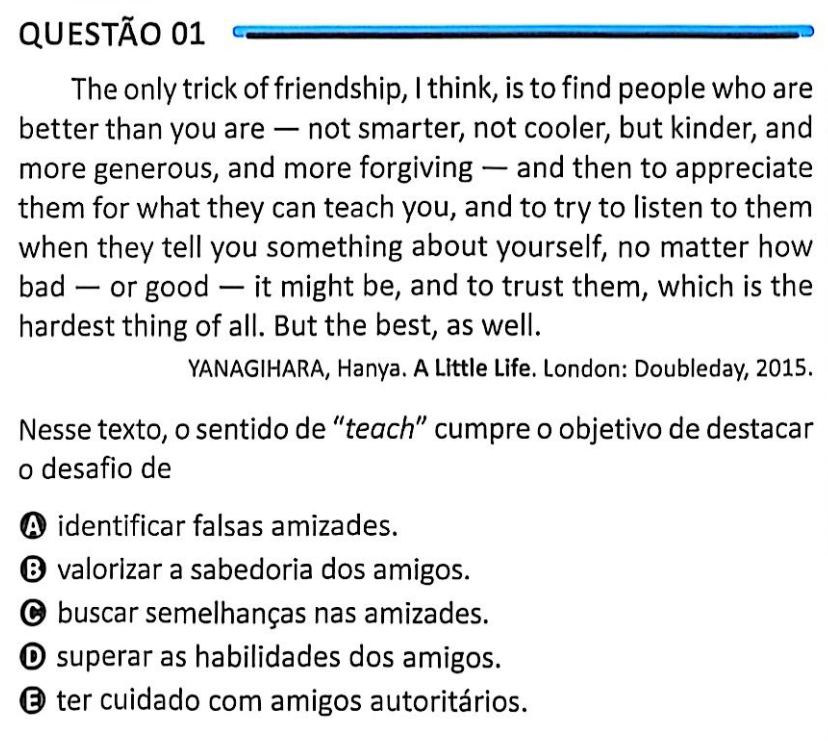 QUESTÃO 01
The only trick of friendship, I think, is to find people who are
better than you are — not smarter, not cooler, but kinder, and
more generous, and more forgiving — and then to appreciate
them for what they can teach you, and to try to listen to them
when they tell you something about yourself, no matter how
bad — or good — it might be, and to trust them, which is the
hardest thing of all. But the best, as well.
YANAGIHARA, Hanya. A Little Life. London: Doubleday, 2015.
Nesse texto, o sentido de “teach” cumpre o objetivo de destacar
o desafio de
A identificar falsas amizades.
B valorizar a sabedoria dos amigos.
C buscar semelhanças nas amizades.
D superar as habilidades dos amigos.
E ter cuidado com amigos autoritários.